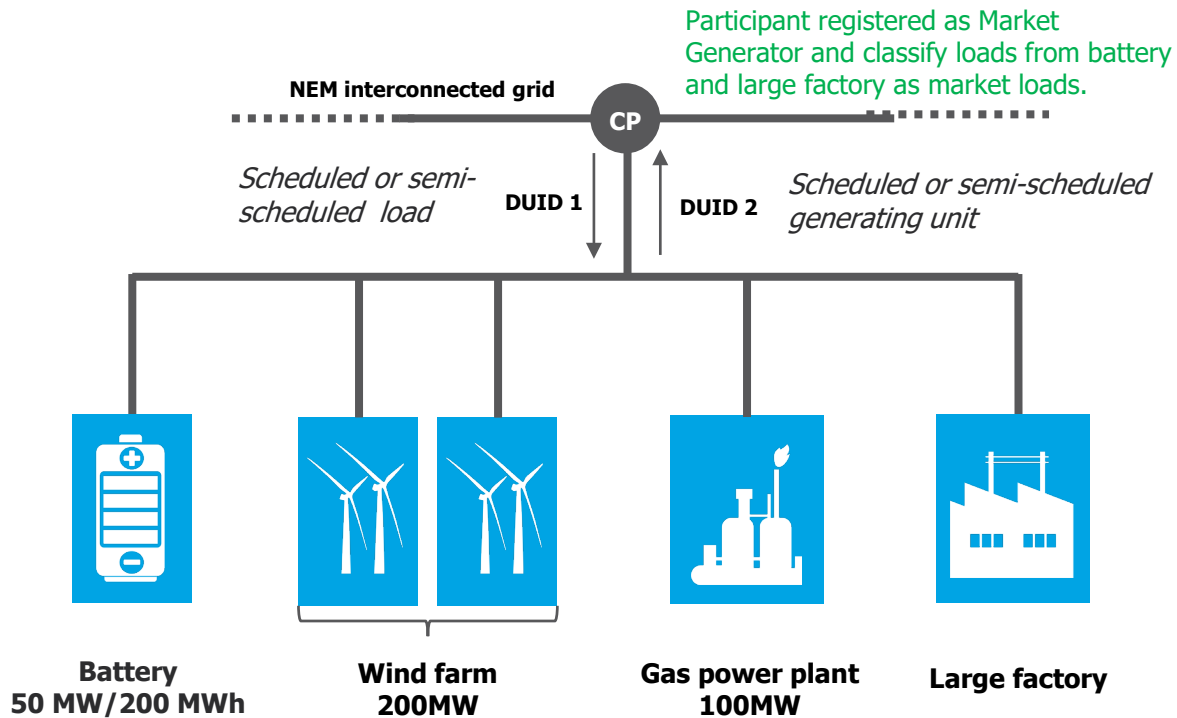 Participant registered as Market
Generator and classify loads from battery
and large factory as market loads.
NEM interconnected grid
CP
Scheduled or semi-
scheduled  load
DUID 1
DUID 2
Scheduled or semi-scheduled
generating unit
Battery
50 MW/200 MWh
Wind farm
200MW
Gas power plant
100MW
Large factory